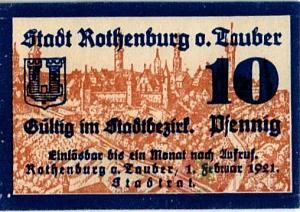 Stadt Rothenburg o. Tauber
10
Gültig im Stadtbezirk. Pfennig
Einlösbar bis ein Monat nach Aufruf.
Rothenburg o. Tauber, 1. Februar 1921.
Stadtrat.